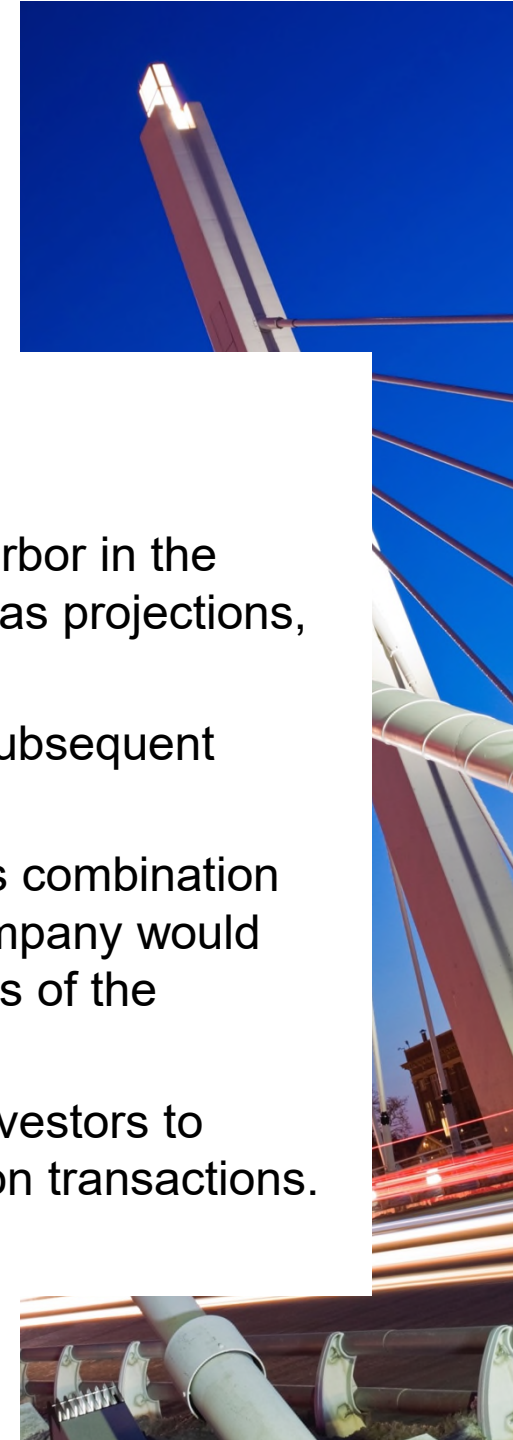 rbor in the
as projections,
ubsequent
s combination
mpany would
s of the
vestors to
on transactions.